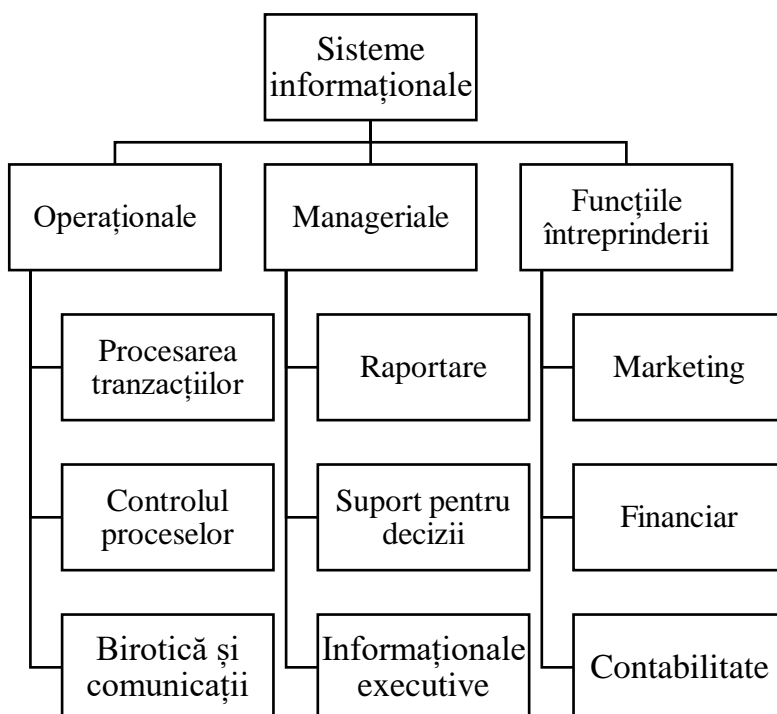 Sisteme
informaționale
Operaționale
Manageriale
Funcțiile
întreprinderii
Procesarea
tranzacțiilor
Raportare
Marketing
Controlul
proceselor
Suport pentru
decizii
Financiar
Birotică și
comunicații
Informaționale
executive
Contabilitate